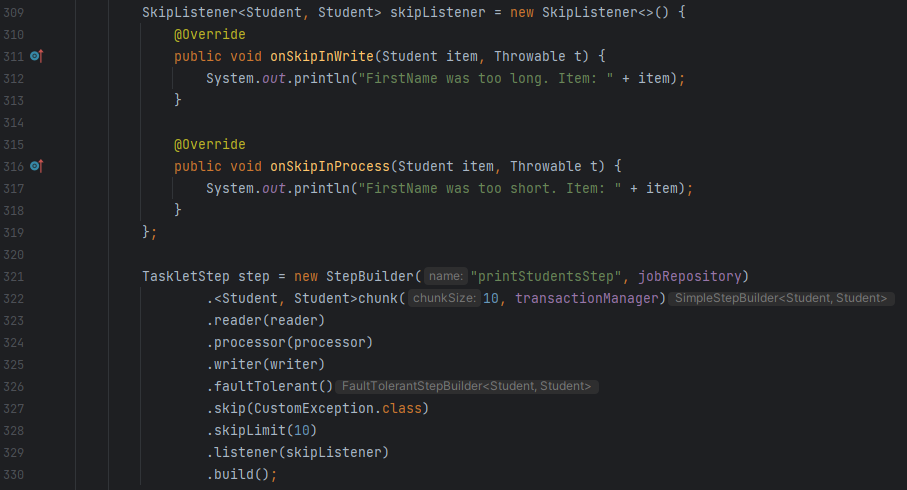 309 SkipListener<Student, Student> skipListener = new SkipListener<>() {
310 @Override
311 public void onSkipInWrite(Student item, Throwable t) {
312 System.out.println("FirstName was too long. Item: " + item);
313 }
314
315 @Override
316 public void onSkipInProcess(Student item, Throwable t) {
317 System.out.println("FirstName was too short. Item: " + item);
318 }
319 };
320
321 TaskletStep step = new StepBuilder( name: "printStudentsStep", jobRepository)
322 .<Student, Student>chunk( chunkSize: 10, transactionManager) SimpleStepBuilder<Student, Student>
323 .reader(reader)
324 .processor(processor)
325 .writer(writer)
326 .faultTolerant() FaultTolerantStepBuilder<Student, Student>
327 .skip(CustomException.class)
328 .skipLimit(10)
329 .listener(skipListener)
330 .build();